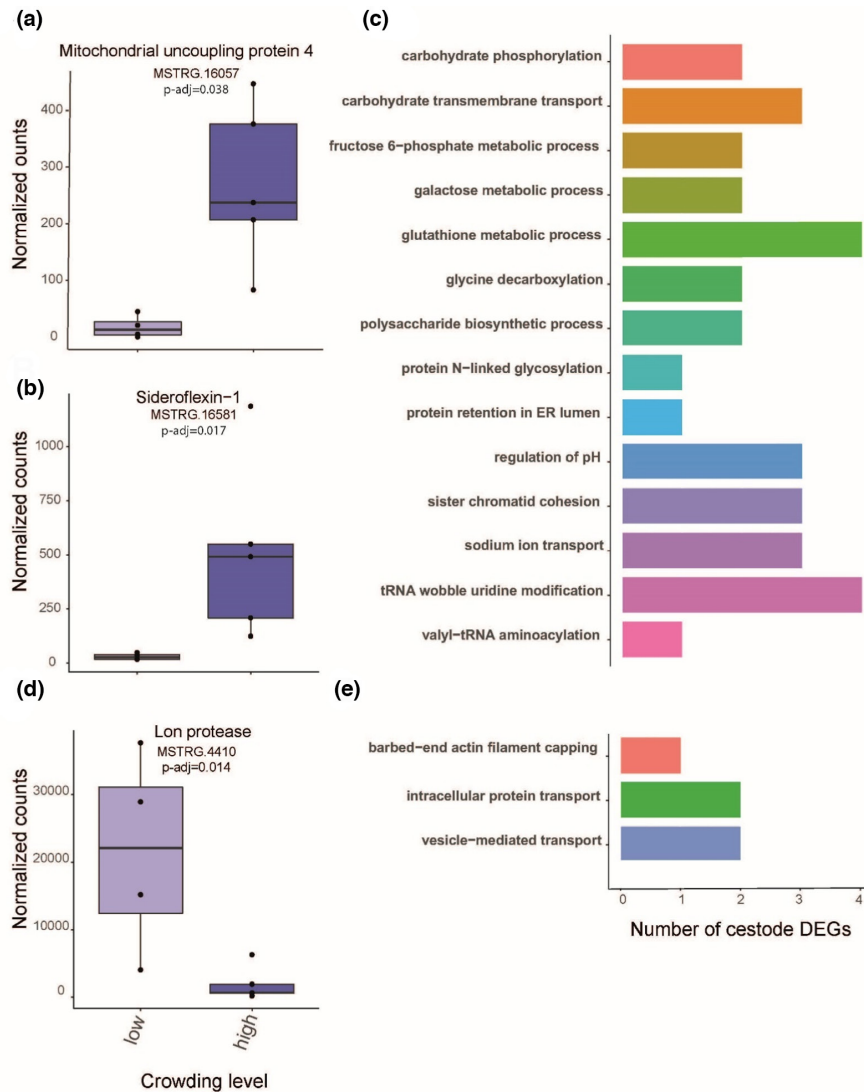 (a)
Mitochondrial uncoupling protein 4
MSTRG.16057
p-adj=0.038
Normalized ounts
400
300
200
100
0
(b)
Sideroflexin-1
MSTRG.16581
p-adj=0.017
Normalized counts
1000
750
500
250
0
(c)
carbohydrate phosphorylation
carbohydrate transmembrane transport
fructose 6-phosphate metabolic process
galactose metabolic process
glutathione metabolic process
glycine decarboxylation
polysaccharide biosynthetic process
protein N-linked glycosylation
protein retention in ER lumen
regulation of pH
sister chromatid cohesion
sodium ion transport
tRNA wobble uridine modification
valyl-tRNA aminoacylation
(d)
Lon protease
MSTRG.4410
p-adj=0.014
Normalized counts
30000
20000
10000
0
low
high
Crowding level
(e)
barbed-end actin filament capping
intracellular protein transport
vesicle-mediated transport
0 1 2 3 4
Number of cestode DEGs